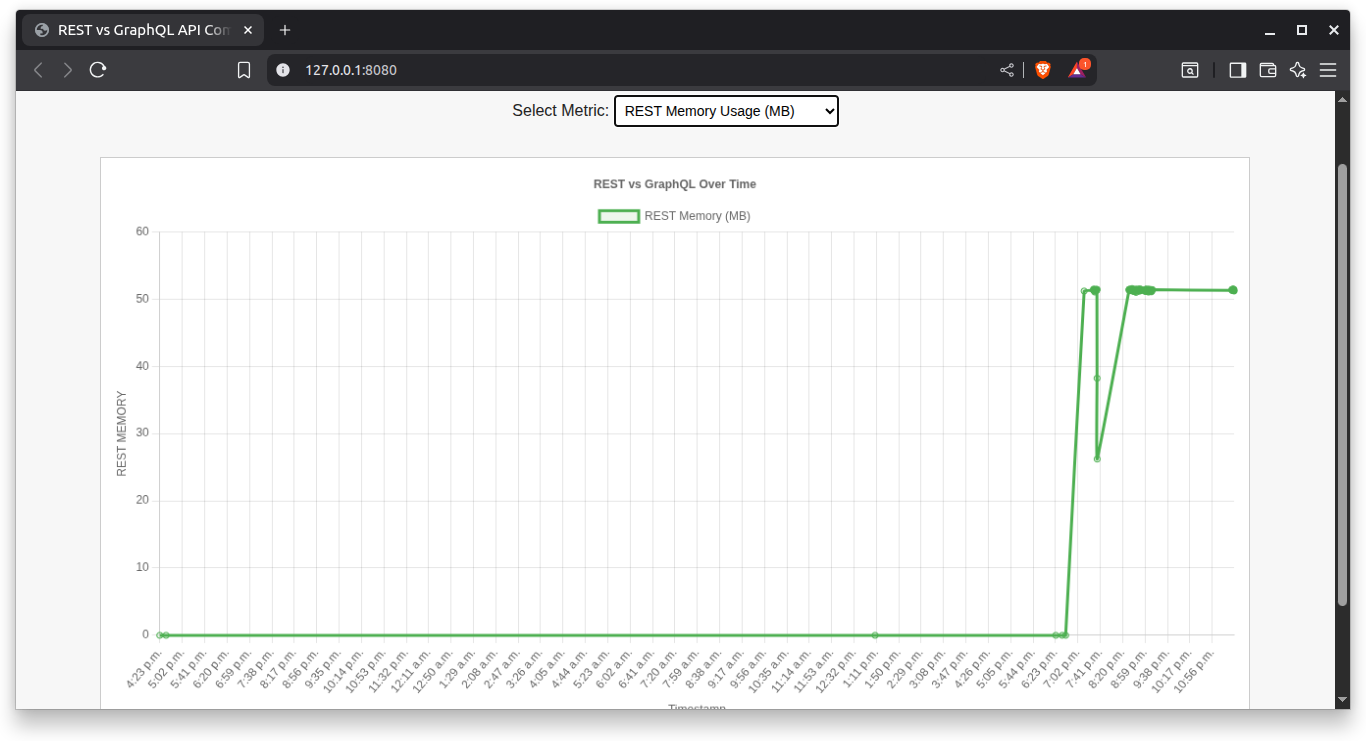 REST vs GraphQL API Con
127.0.0.1:8080
1
Select Metric: REST Memory Usage (MB)
REST vs GraphQL Over Time
REST Memory (MB)
60
50
40
30
20
10
0
REST MEMORY
4:23 p.m.
5:02 p.m.
5:41 p.m.
6:20 p.m.
6:59 p.m.
7:38 p.m.
8:17 p.m.
8:56 p.m.
9:35 p.m.
10:14 p.m.
10:53 p.m.
11:32 p.m.
12:11 a.m.
12:50 a.m.
1:29 a.m.
2:08 a.m.
2:47 a.m.
3:26 a.m.
4:05 a.m.
4:44 a.m.
5:23 a.m.
6:02 a.m.
6:41 a.m.
7:20 a.m.
7:59 a.m.
8:38 a.m.
9:17 a.m.
9:56 a.m.
10:35 a.m.
11:14 a.m.
11:53 a.m.
12:32 p.m.
1:11 p.m.
1:50 p.m.
2:29 p.m.
3:08 p.m.
3:47 p.m.
4:26 p.m.
5:05 p.m.
5:44 p.m.
6:23 p.m.
7:02 p.m.
7:41 p.m.
8:20 p.m.
8:59 p.m.
9:38 p.m.
10:17 p.m.
10:56 p.m.
Timestamp